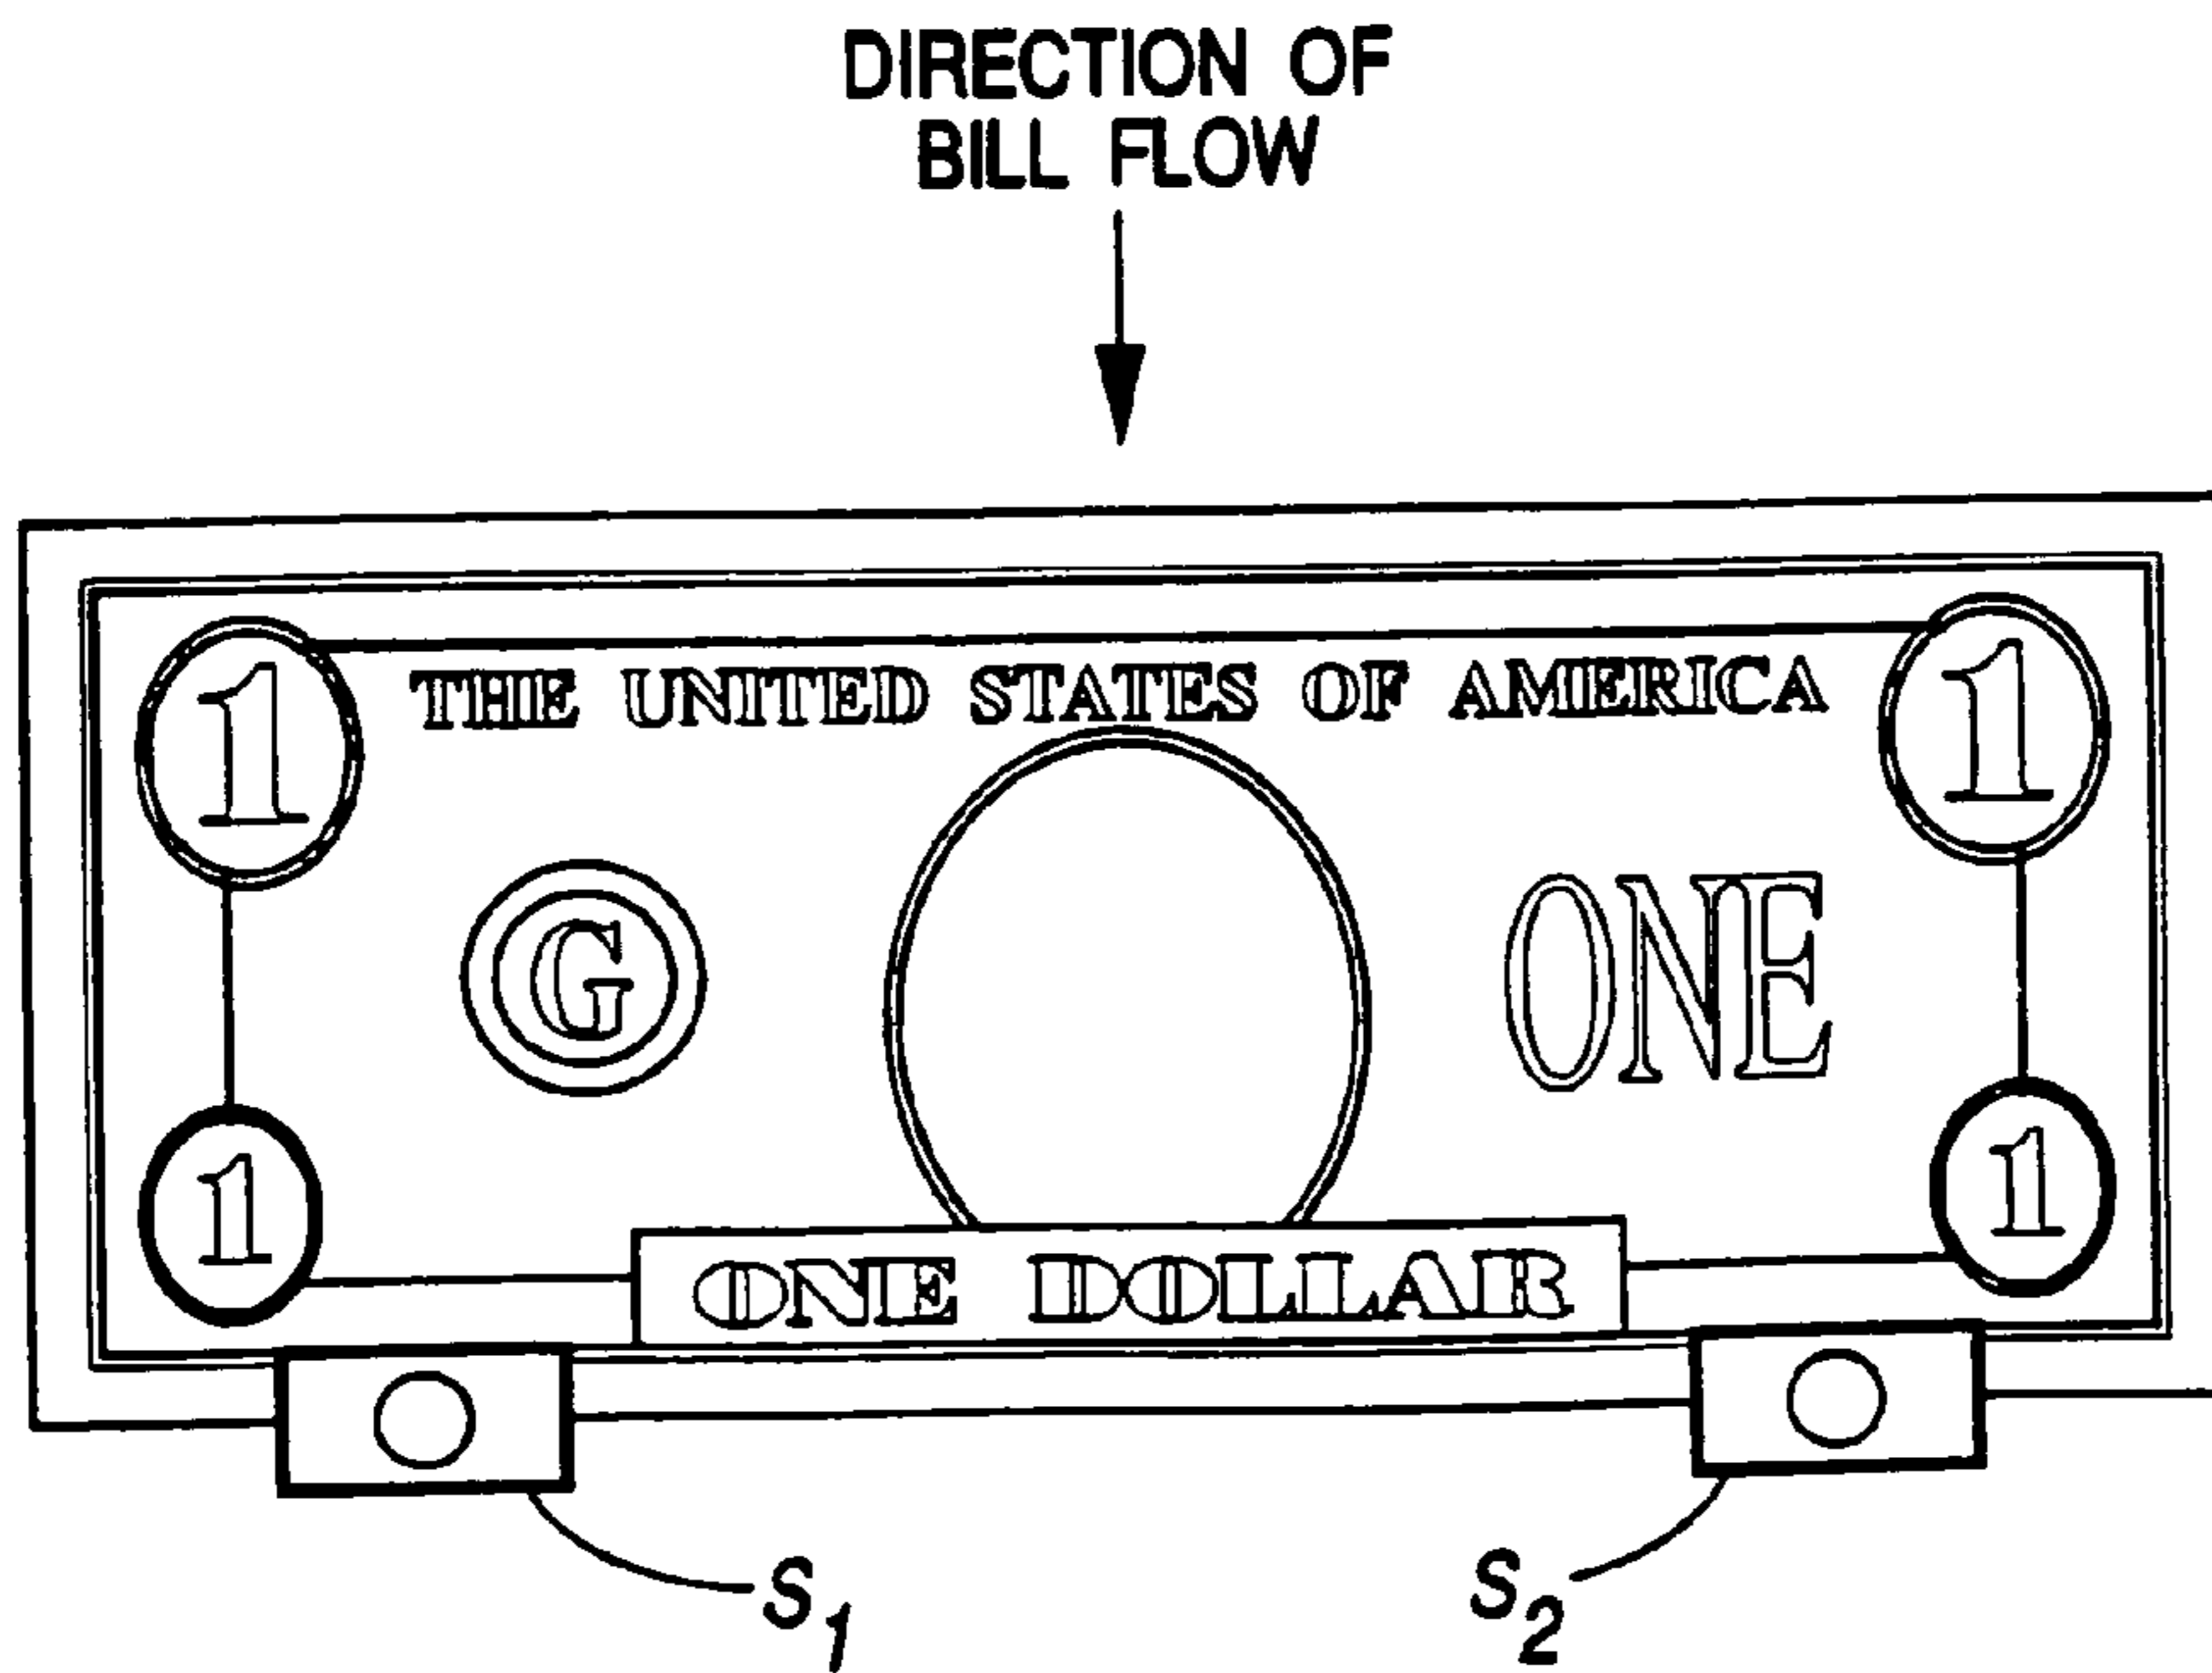 DIRECTION OF
BILL FLOW
1 1
THE UNITED STATES OF AMERICA
G ONE
1 1
ONE DOLLAR
S1 S2